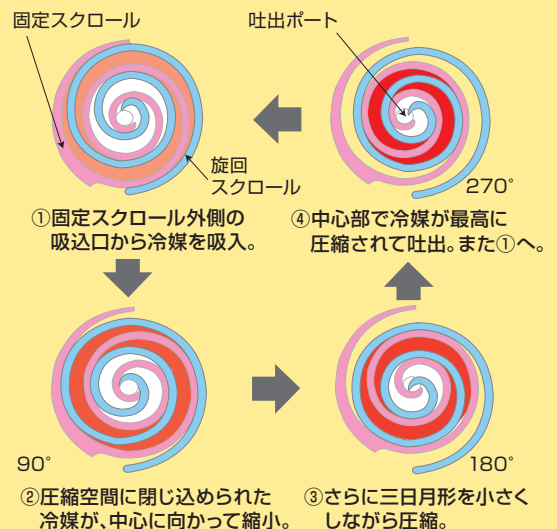 固定スクロール
吐出ポート
旋回
スクロール
270°
①固定スクロール外側の
吸込口から冷媒を吸入。
④中心部で冷媒が最高に
圧縮されて吐出。また①へ。
90°
180°
②圧縮空間に閉じ込められた
冷媒が、中心に向かって縮小。
③さらに三日月形を小さく
しながら圧縮。